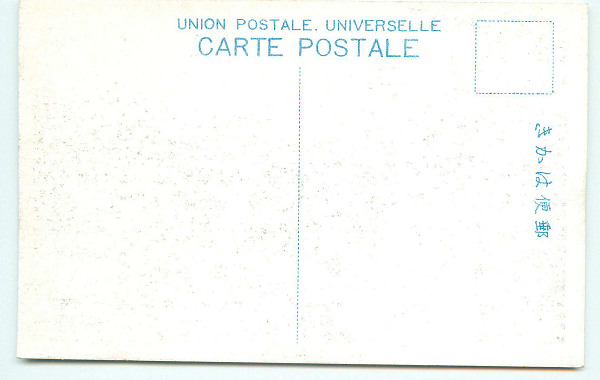 UNION POSTALE. UNIVERSELLE
CARTE POSTALE
郵便はかき